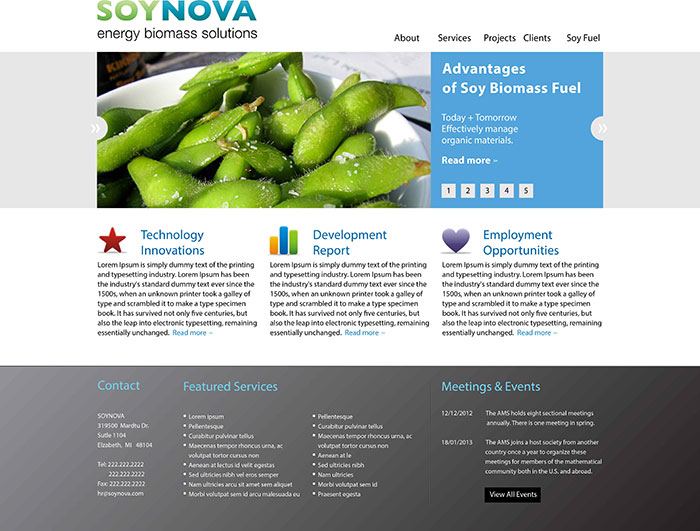 SOYNOVA
energy biomass solutions
About Services Projects Clients Soy Fuel
Advantages
of Soy Biomass Fuel
Today + Tomorrow
Effectively manage
organic materials.
Read more –
1 2 3 4 5
Technology
Innovations
Lorem Ipsum is simply dummy text of the printing
and typesetting industry. Lorem Ipsum has been
the industry's standard dummy text ever since the
1500s, when an unknown printer took a galley of
type and scrambled it to make a type specimen
book. It has survived not only five centuries, but
also the leap into electronic typesetting, remaining
essentially unchanged. Read more –
Development
Report
Lorem Ipsum is simply dummy text of the printing
and typesetting industry. Lorem Ipsum has been
the industry's standard dummy text ever since the
1500s, when an unknown printer took a galley of
type and scrambled it to make a type specimen
book. It has survived not only five centuries, but
also the leap into electronic typesetting, remaining
essentially unchanged. Read more –
Employment
Opportunities
Lorem Ipsum is simply dummy text of the printing
and typesetting industry. Lorem Ipsum has been
the industry's standard dummy text ever since the
1500s, when an unknown printer took a galley of
type and scrambled it to make a type specimen
book. It has survived not only five centuries, but
also the leap into electronic typesetting, remaining
essentially unchanged. Read more –
Contact
SOYNOVA
319500 Mardtu Dr.
Sutle 1104
Elzabeth, MI 48104
Tel: 222.222.2222
222.222.2222
Fax: 222.222.2222
hr@soynova.com
Featured Services
• Lorem ipsum
• Pellentesque
• Curabitur pulvinar tellus
• Maecenas tempor rhoncus urna, ac
volutpat tortor cursus non
• Aenean at lectus id velit egestas
• Sed ultricies vel eros semper
• Nam ultricies arcu sit amet sem aliquet
• Morbi volutpat sem id arcu malesuada eu
• Pellentesque
• Curabitur pulvinar tellus
• Maecenas tempor rhoncus urna, ac
volutpat tortor cursus non
• Aenean at le
• Sed ultricies nibh
• Nam ultricies
• Morbi volutpat sem id
• Praesent egesta
Meetings & Events
12/12/2012 The AMS holds eight sectional meetings
annually. There is one meeting in spring.
18/01/2013 The AMS joins a host society from another
country once a year to organize these
meetings for members of the mathematical
community both in the U.S. and abroad.
View All Events